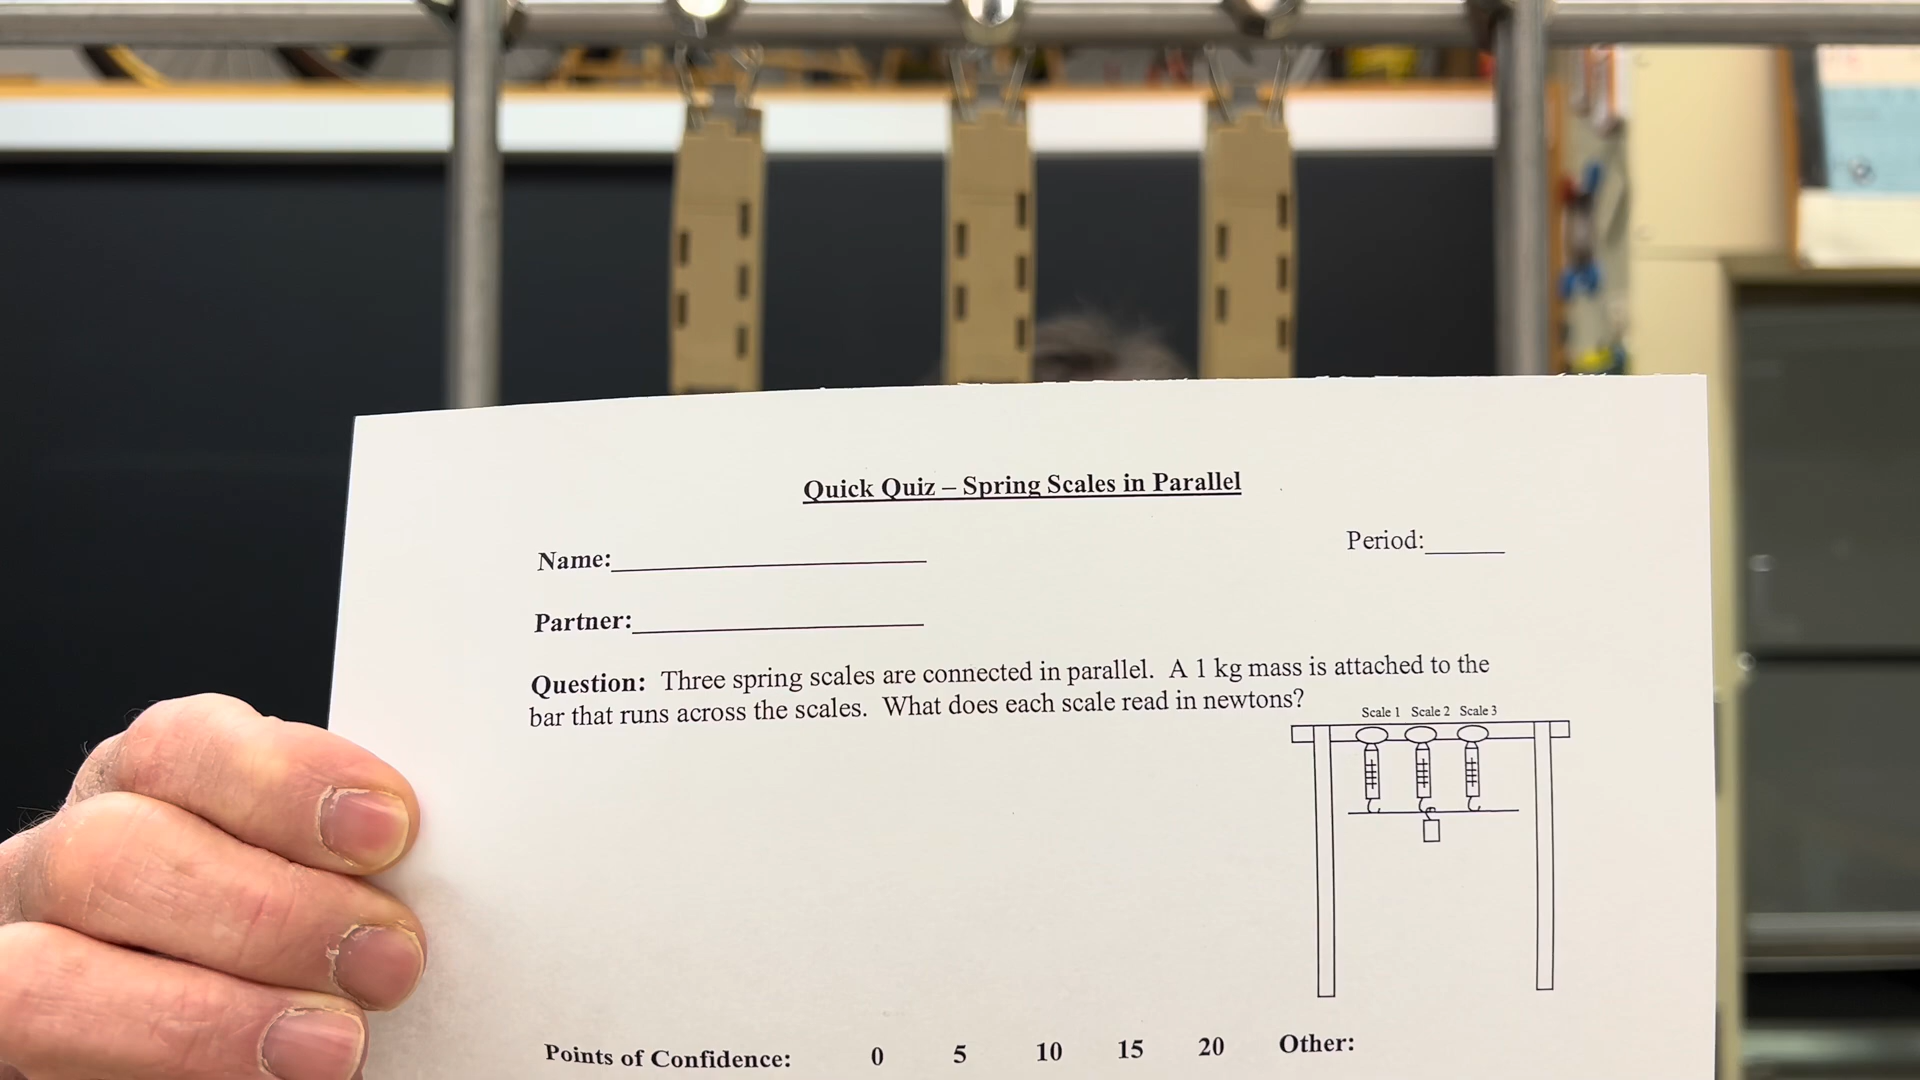 Quick Quiz – Spring Scales in Parallel
Name:
Period:
Partner:
Question: Three spring scales are connected in parallel. A 1 kg mass is attached to the
bar that runs across the scales. What does each scale read in newtons?
Scale 1 Scale 2 Scale 3
Points of Confidence: 0 5 10 15 20 Other: